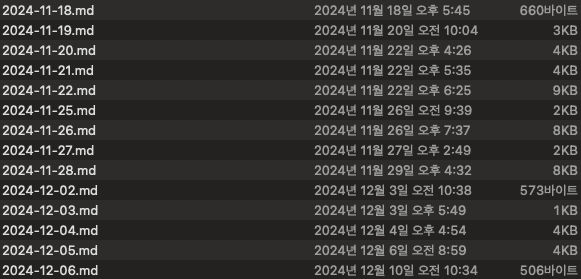 2024-11-18.md 2024년 11월 18일 오후 5:45 660바이트
2024-11-19.md 2024년 11월 20일 오전 10:04 3KB
2024-11-20.md 2024년 11월 22일 오후 4:26 4KB
2024-11-21.md 2024년 11월 22일 오후 5:35 4KB
2024-11-22.md 2024년 11월 22일 오후 6:25 9KB
2024-11-25.md 2024년 11월 26일 오전 9:39 2KB
2024-11-26.md 2024년 11월 26일 오후 7:37 8KB
2024-11-27.md 2024년 11월 27일 오후 2:49 2KB
2024-11-28.md 2024년 11월 29일 오후 4:32 8KB
2024-12-02.md 2024년 12월 3일 오전 10:38 573바이트
2024-12-03.md 2024년 12월 3일 오후 5:49 1KB
2024-12-04.md 2024년 12월 4일 오후 4:54 4KB
2024-12-05.md 2024년 12월 6일 오전 8:59 4KB
2024-12-06.md 2024년 12월 10일 오전 10:34 506바이트